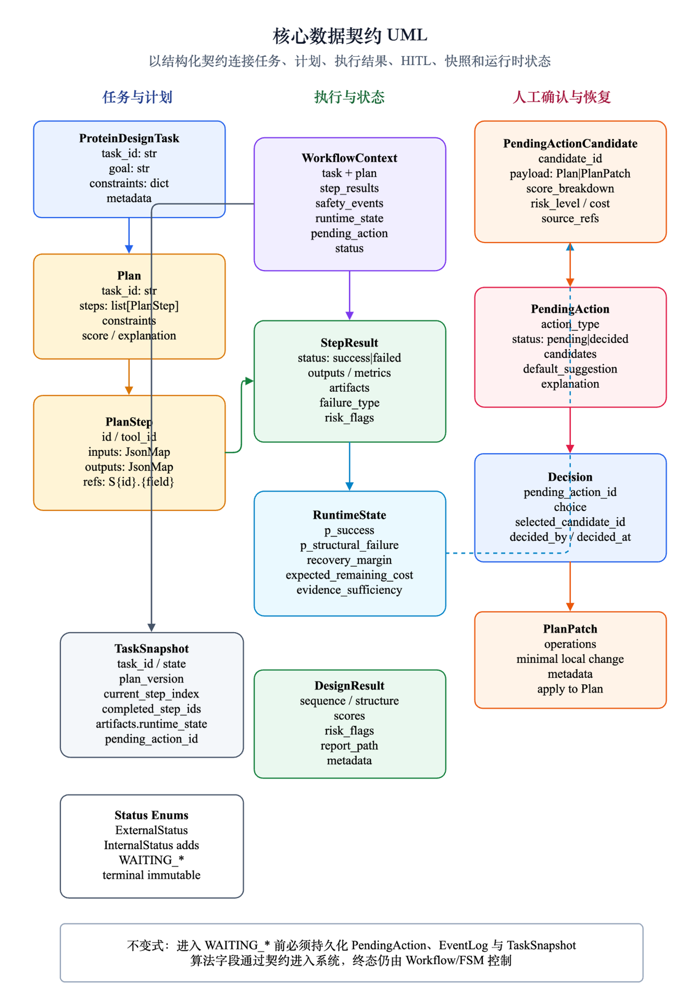 核心数据契约 UML
以结构化契约连接任务、计划、执行结果、HITL、快照和运行时状态
任务与计划
执行与状态
人工确认与恢复
ProteinDesignTask
task_id: str
goal: str
constraints: dict
metadata
Plan
task_id: str
steps: list[PlanStep]
constraints
score / explanation
PlanStep
id / tool_id
inputs: JsonMap
outputs: JsonMap
refs: S{id}.{field}
TaskSnapshot
task_id / state
plan_version
current_step_index
completed_step_ids
artifacts.runtime_state
pending_action_id
Status Enums
ExternalStatus
InternalStatus adds
WAITING_*
terminal immutable
WorkflowContext
task + plan
step_results
safety_events
runtime_state
pending_action
status
StepResult
status: success|failed
outputs / metrics
artifacts
failure_type
risk_flags
RuntimeState
p_success
p_structural_failure
recovery_margin
expected_remaining_cost
evidence_sufficiency
DesignResult
sequence / structure
scores
risk_flags
report_path
metadata
PendingActionCandidate
candidate_id
payload: Plan|PlanPatch
score_breakdown
risk_level / cost
source_refs
PendingAction
action_type
status: pending|decided
candidates
default_suggestion
explanation
Decision
pending_action_id
choice
selected_candidate_id
decided_by / decided_at
PlanPatch
operations
minimal local change
metadata
apply to Plan
不变式：进入 WAITING_* 前必须持久化 PendingAction、EventLog 与 TaskSnapshot
算法字段通过契约进入系统，终态仍由 Workflow/FSM 控制